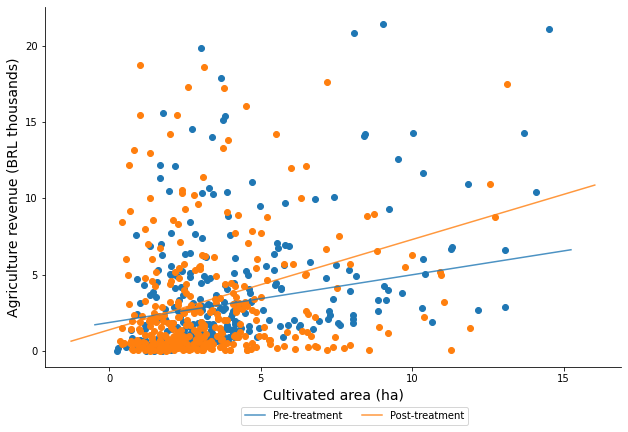 20
15
10
5
0
Agriculture revenue (BRL thousands)
0 5 10 15
Cultivated area (ha)
Pre-treatment Post-treatment